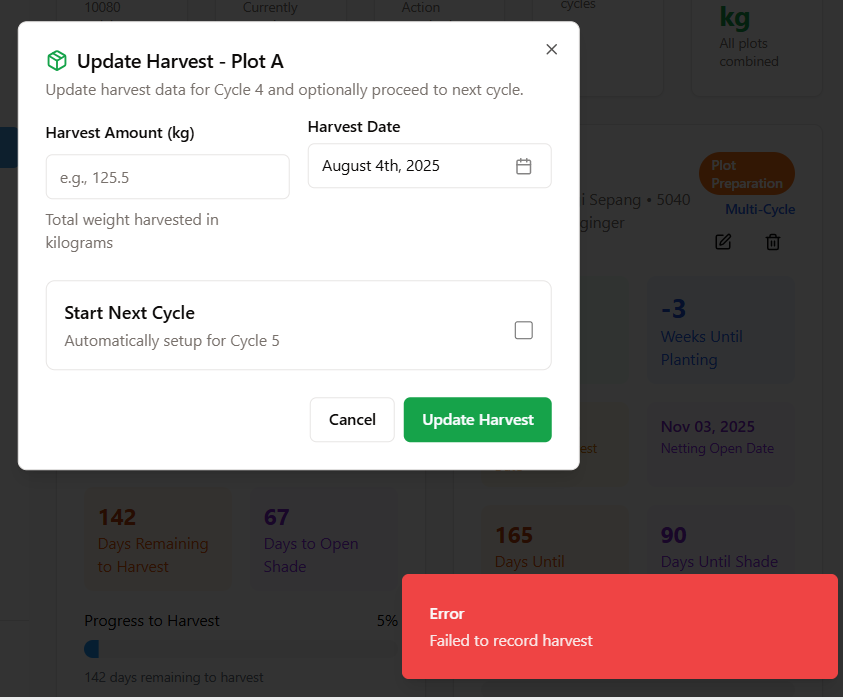 10080
Currently
Action
cycles
kg
All plots
combined
Update Harvest - Plot A
Update harvest data for Cycle 4 and optionally proceed to next cycle.
Harvest Amount (kg)
Harvest Date
e.g., 125.5
August 4th, 2025
Total weight harvested in
kilograms
Start Next Cycle
Automatically setup for Cycle 5
Cancel
Update Harvest
Plot
Preparation
i Sepang • 5040
ginger
Multi-Cycle
-3
Weeks Until
Planting
est
Nov 03, 2025
Netting Open Date
142
Days Remaining
to Harvest
67
Days to Open
Shade
165
Days Until
90
Days Until Shade
Progress to Harvest
5%
142 days remaining to harvest
Error
Failed to record harvest